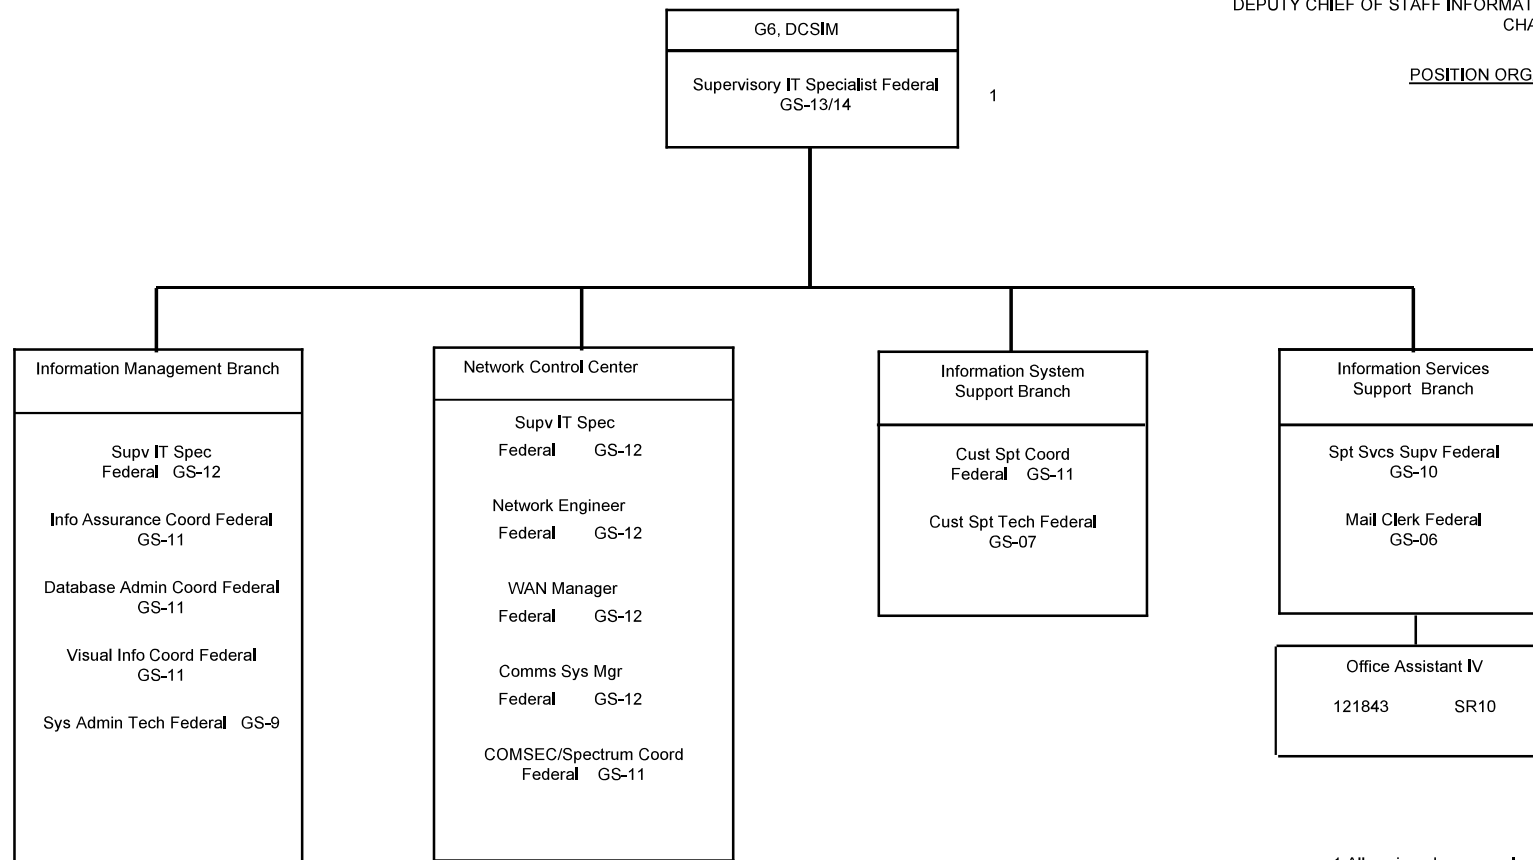 DEPUTY CHIEF OF STAFF
POSITION
G6, DCSIM
Supervisory IT Specialist Federal
GS-13/14
1
Information Management Branch
Supv IT Spec
Federal GS-12
Info Assurance Coord Federal
GS-11
Database Admin Coord Federal
GS-11
Visual Info Coord Federal
GS-11
Sys Admin Tech Federal GS-9
Network Control Center
Supv IT Spec
Federal GS-12
Network Engineer
Federal GS-12
WAN Manager
Federal GS-12
Comms Sys Mgr
Federal GS-12
COMSEC/Spectrum Coord
Federal GS-11
Information System
Support Branch
Cust Spt Coord
Federal GS-11
Cust Spt Tech Federal
GS-07
Information Services
Support Branch
Spt Svcs Supv Federal
GS-10
Mail Clerk Federal
GS-06
Office Assistant IV
121843 SR10